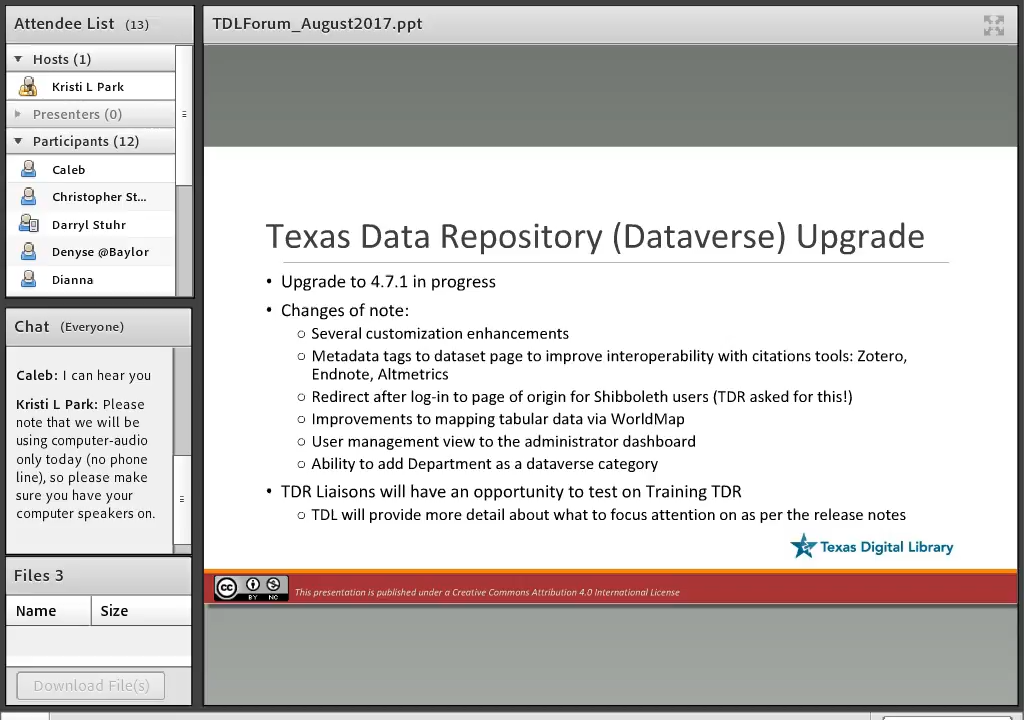 Attendee List (13)
Hosts (1)
Kristi L Park
Presenters (0)
Participants (12)
Caleb
Christopher St...
Darryl Stuhr
Denyse @Baylor
Dianna
Chat (Everyone)
Caleb: I can hear you
Kristi L Park: Please
note that we will be
using computer-audio
only today (no phone
line), so please make
sure you have your
computer speakers on.
Files 3
Name Size
Download File(s)
TDLForum_August2017.ppt
Texas Data Repository (Dataverse) Upgrade
• Upgrade to 4.7.1 in progress
• Changes of note:
○ Several customization enhancements
○ Metadata tags to dataset page to improve interoperability with citations tools: Zotero,
Endnote, Altmetrics
○ Redirect after log-in to page of origin for Shibboleth users (TDR asked for this!)
○ Improvements to mapping tabular data via WorldMap
○ User management view to the administrator dashboard
○ Ability to add Department as a dataverse category
• TDR Liaisons will have an opportunity to test on Training TDR
○ TDL will provide more detail about what to focus attention on as per the release notes
Texas Digital Library
cc BY NC
This presentation is published under a Creative Commons Attribution 4.0 International License